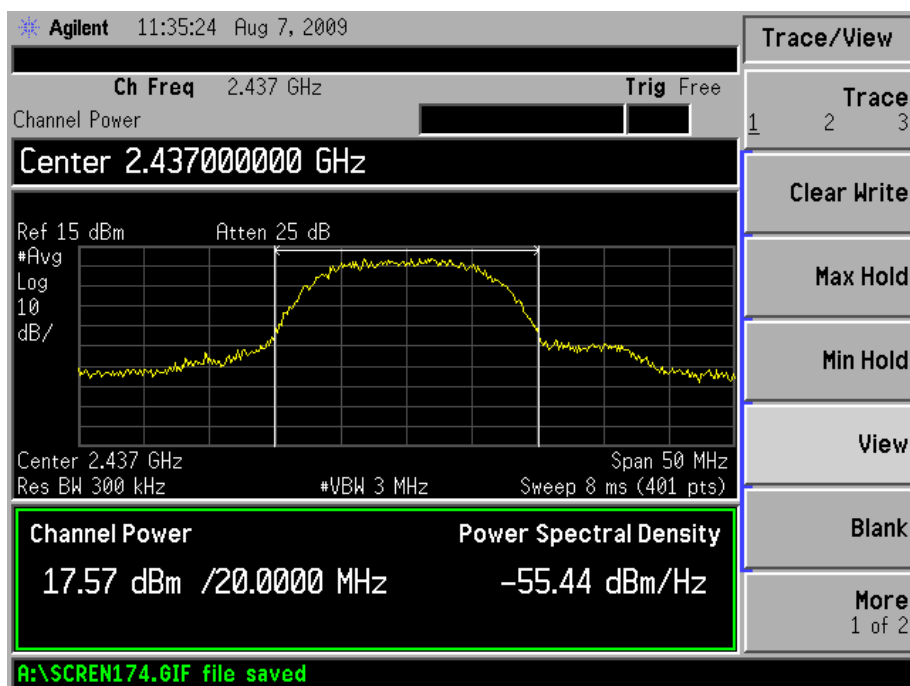 Agilent 11:35:24 Aug 7, 2009
Trace/View
Ch Freq 2.437 GHz Trig Free
Channel Power
Center 2.437000000 GHz
Ref 15 dBm Atten 25 dB
#Avg
Log
10
dB/
Center 2.437 GHz Span 50 MHz
Res BW 300 kHz #VBW 3 MHz Sweep 8 ms (401 pts)
Channel Power Power Spectral Density
17.57 dBm /20.0000 MHz -55.44 dBm/Hz
A:\SCREN174.GIF file saved
Trace
1 2 3
Clear Write
Max Hold
Min Hold
View
Blank
More
1 of 2